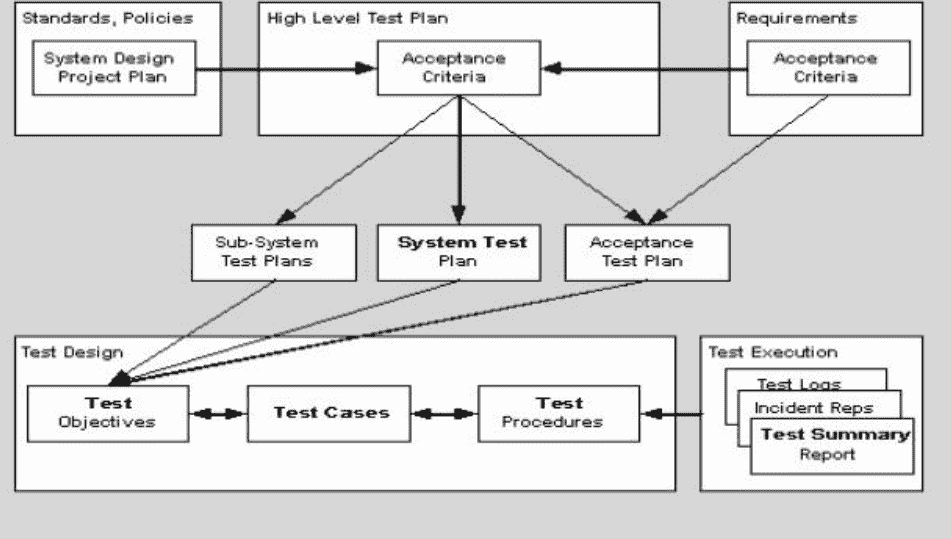 Standards, Policies
System Design
Project Plan
High Level Test Plan
Acceptance
Criteria
Requirements
Acceptance
Criteria
Sub-System
Test Plans
System Test
Plan
Acceptance
Test Plan
Test Design
Test
Objectives
Test Cases
Test
Procedures
Test Execution
Test Logs
Incident Reps
Test Summary
Report